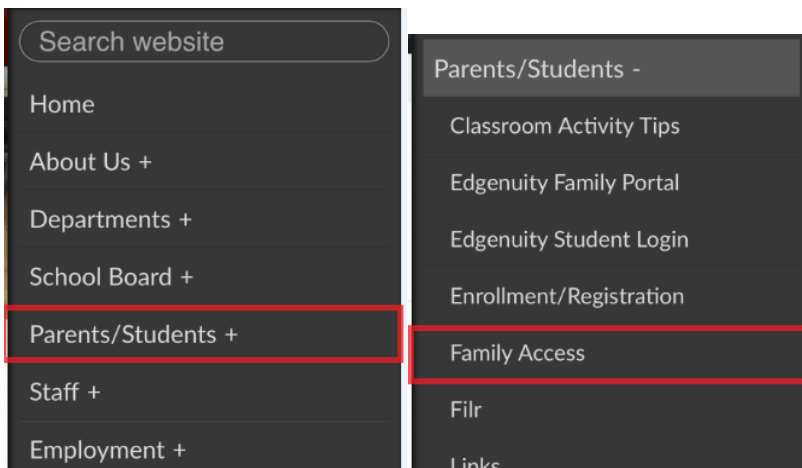 Search website
Home
About Us +
Departments +
School Board +
Parents/Students +
Staff +
Employment +
Parents/Students -
Classroom Activity Tips
Edgenuity Family Portal
Edgenuity Student Login
Enrollment/Registration
Family Access
Filr
Links